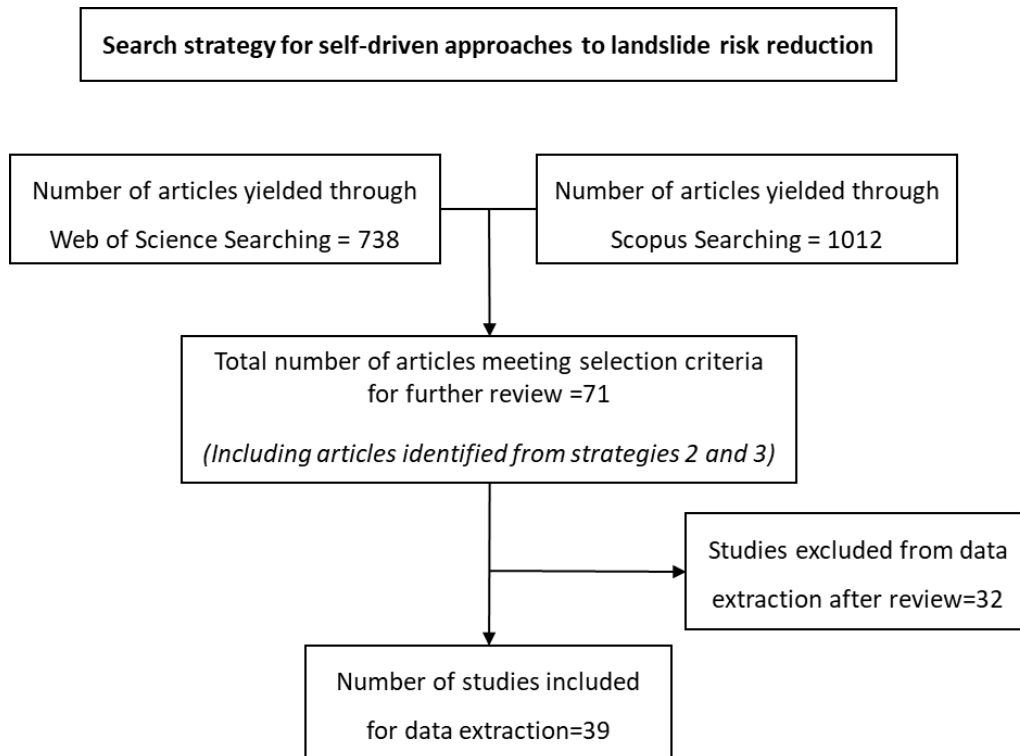 Search strategy for self-driven approaches to landslide risk reduction
Number of articles yielded through
Web of Science Searching = 738
Number of articles yielded through
Scopus Searching = 1012
Total number of articles meeting selection criteria
for further review =71
(Including articles identified from strategies 2 and 3)
Studies excluded from data
extraction after review=32
Number of studies included
for data extraction=39